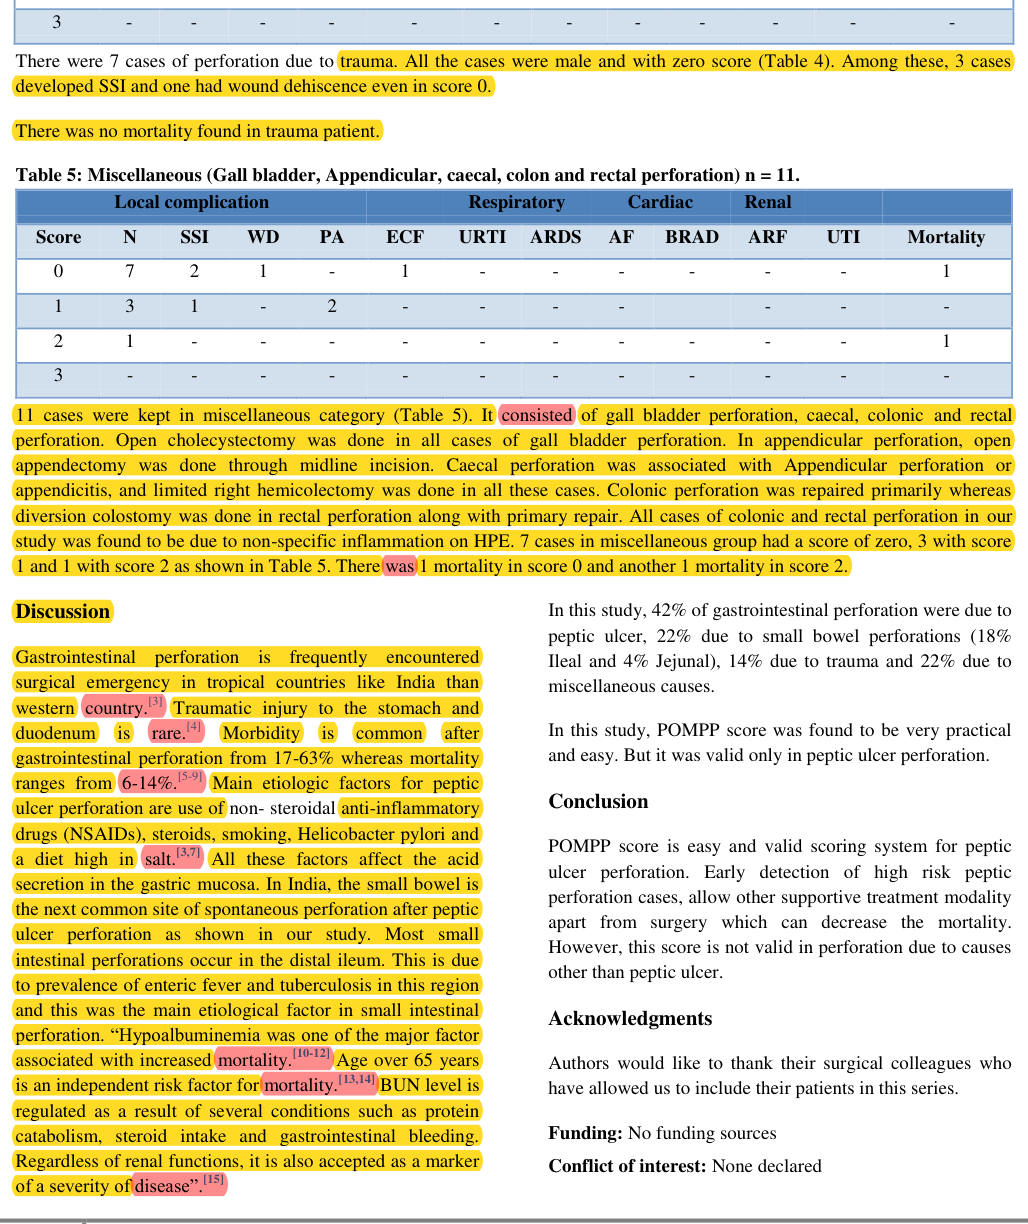 3 - - - - - - - - - - - -
There were 7 cases of perforation due to trauma. All the cases were male and with zero score (Table 4). Among these, 3 cases
developed SSI and one had wound dehiscence even in score 0.
There was no mortality found in trauma patient.
Table 5: Miscellaneous (Gall bladder, Appendicular, caecal, colon and rectal perforation) n = 11.
Local complication Respiratory Cardiac Renal
Score N SSI WD PA ECF URTI ARDS AF BRAD ARF UTI Mortality
0 7 2 1 - 1 - - - - - - 1
1 3 1 - 2 - - - - - - - -
2 1 - - - - - - - - - - 1
3 - - - - - - - - - - - -
11 cases were kept in miscellaneous category (Table 5). It consisted of gall bladder perforation, caecal, colonic and rectal
perforation. Open cholecystectomy was done in all cases of gall bladder perforation. In appendicular perforation, open
appendectomy was done through midline incision. Caecal perforation was associated with Appendicular perforation or
appendicitis, and limited right hemicolectomy was done in all these cases. Colonic perforation was repaired primarily whereas
diversion colostomy was done in rectal perforation along with primary repair. All cases of colonic and rectal perforation in our
study was found to be due to non-specific inflammation on HPE. 7 cases in miscellaneous group had a score of zero, 3 with score
1 and 1 with score 2 as shown in Table 5. There was 1 mortality in score 0 and another 1 mortality in score 2.
Discussion
Gastrointestinal perforation is frequently encountered
surgical emergency in tropical countries like India than
western country.[3] Traumatic injury to the stomach and
duodenum is rare.[4] Morbidity is common after
gastrointestinal perforation from 17-63% whereas mortality
ranges from 6-14%.[5-9] Main etiologic factors for peptic
ulcer perforation are use of non- steroidal anti-inflammatory
drugs (NSAIDs), steroids, smoking, Helicobacter pylori and
a diet high in salt.[3,7] All these factors affect the acid
secretion in the gastric mucosa. In India, the small bowel is
the next common site of spontaneous perforation after peptic
ulcer perforation as shown in our study. Most small
intestinal perforations occur in the distal ileum. This is due
to prevalence of enteric fever and tuberculosis in this region
and this was the main etiological factor in small intestinal
perforation. “Hypoalbuminemia was one of the major factor
associated with increased mortality.[10-12] Age over 65 years
is an independent risk factor for mortality.[13,14] BUN level is
regulated as a result of several conditions such as protein
catabolism, steroid intake and gastrointestinal bleeding.
Regardless of renal functions, it is also accepted as a marker
of a severity of disease”.[15]
In this study, 42% of gastrointestinal perforation were due to
peptic ulcer, 22% due to small bowel perforations (18%
Ileal and 4% Jejunal), 14% due to trauma and 22% due to
miscellaneous causes.
In this study, POMPP score was found to be very practical
and easy. But it was valid only in peptic ulcer perforation.
Conclusion
POMPP score is easy and valid scoring system for peptic
ulcer perforation. Early detection of high risk peptic
perforation cases, allow other supportive treatment modality
apart from surgery which can decrease the mortality.
However, this score is not valid in perforation due to causes
other than peptic ulcer.
Acknowledgments
Authors would like to thank their surgical colleagues who
have allowed us to include their patients in this series.
Funding: No funding sources
Conflict of interest: None declared